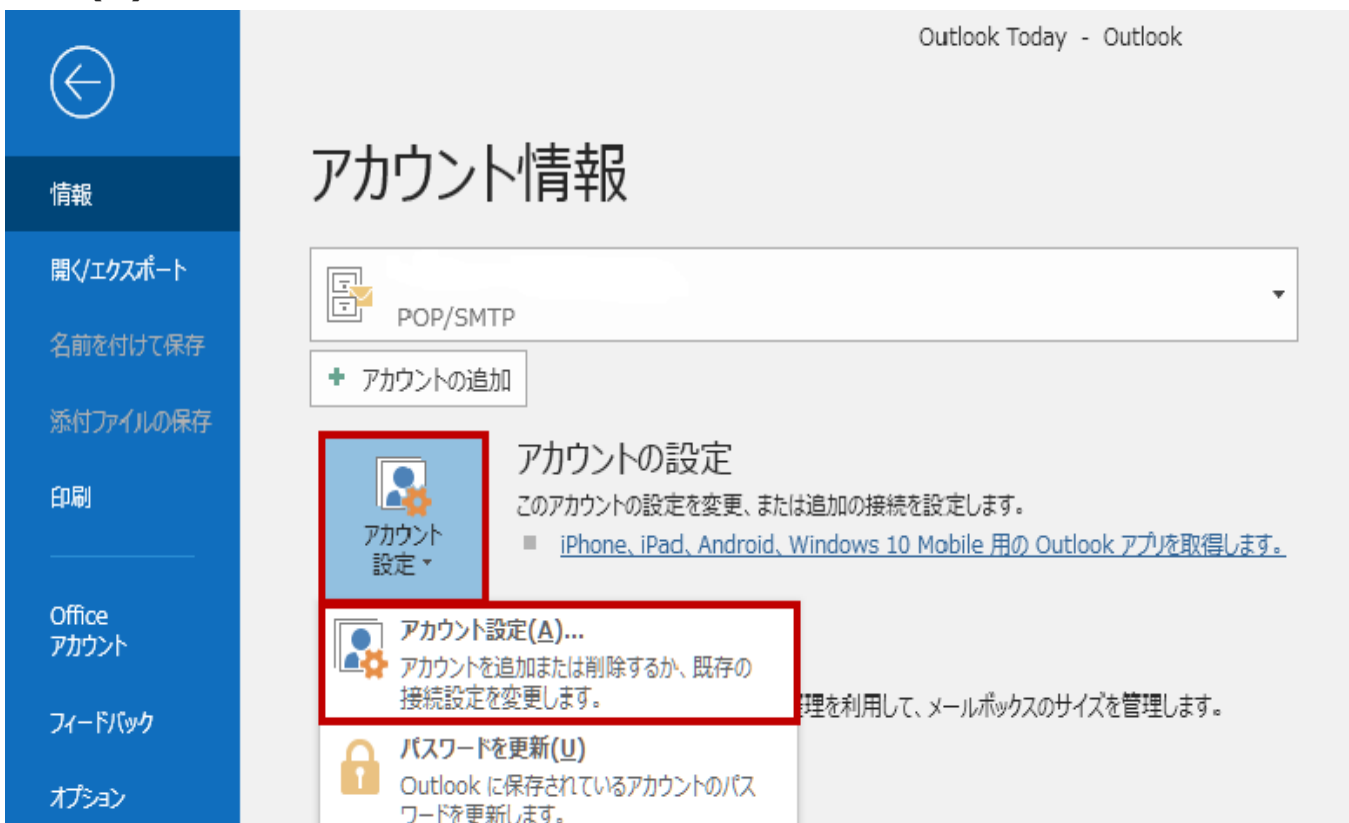 Outlook Today - Outlook
アカウント情報
情報
開く/エクスポート
名前を付けて保存
添付ファイルの保存
印刷
Office
アカウント
フィードバック
オプション
POP/SMTP
アカウントの追加
アカウント
設定
アカウントの設定
このアカウントの設定を変更、または追加の接続を設定します。
iPhone、iPad、Android、Windows 10 Mobile 用の Outlook アプリを取得します。
アカウント設定(A)...
アカウントを追加または削除するか、既存の
接続設定を変更します。
理を利用して、メールボックスのサイズを管理します。
パスワードを更新(U)
Outlook に保存されているアカウントのパス
ワードを更新します。